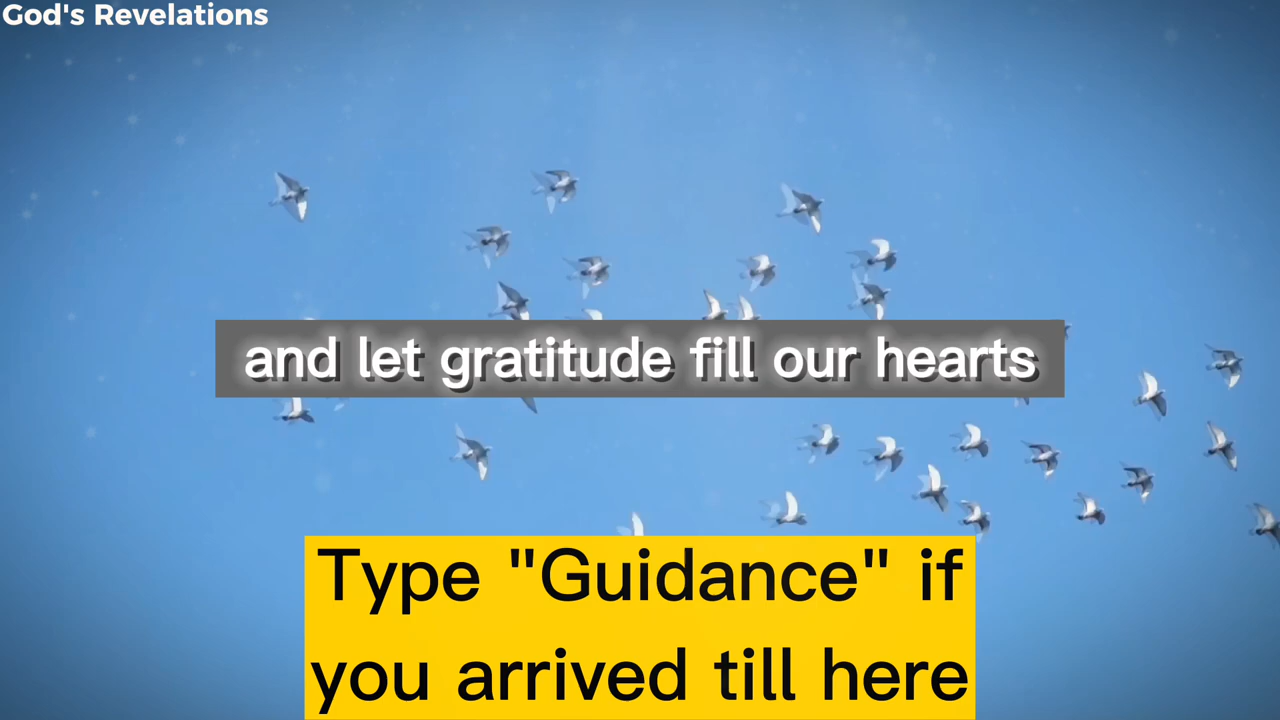 God's Revelations
and let gratitude fill our hearts
Type "Guidance" if
you arrived till here